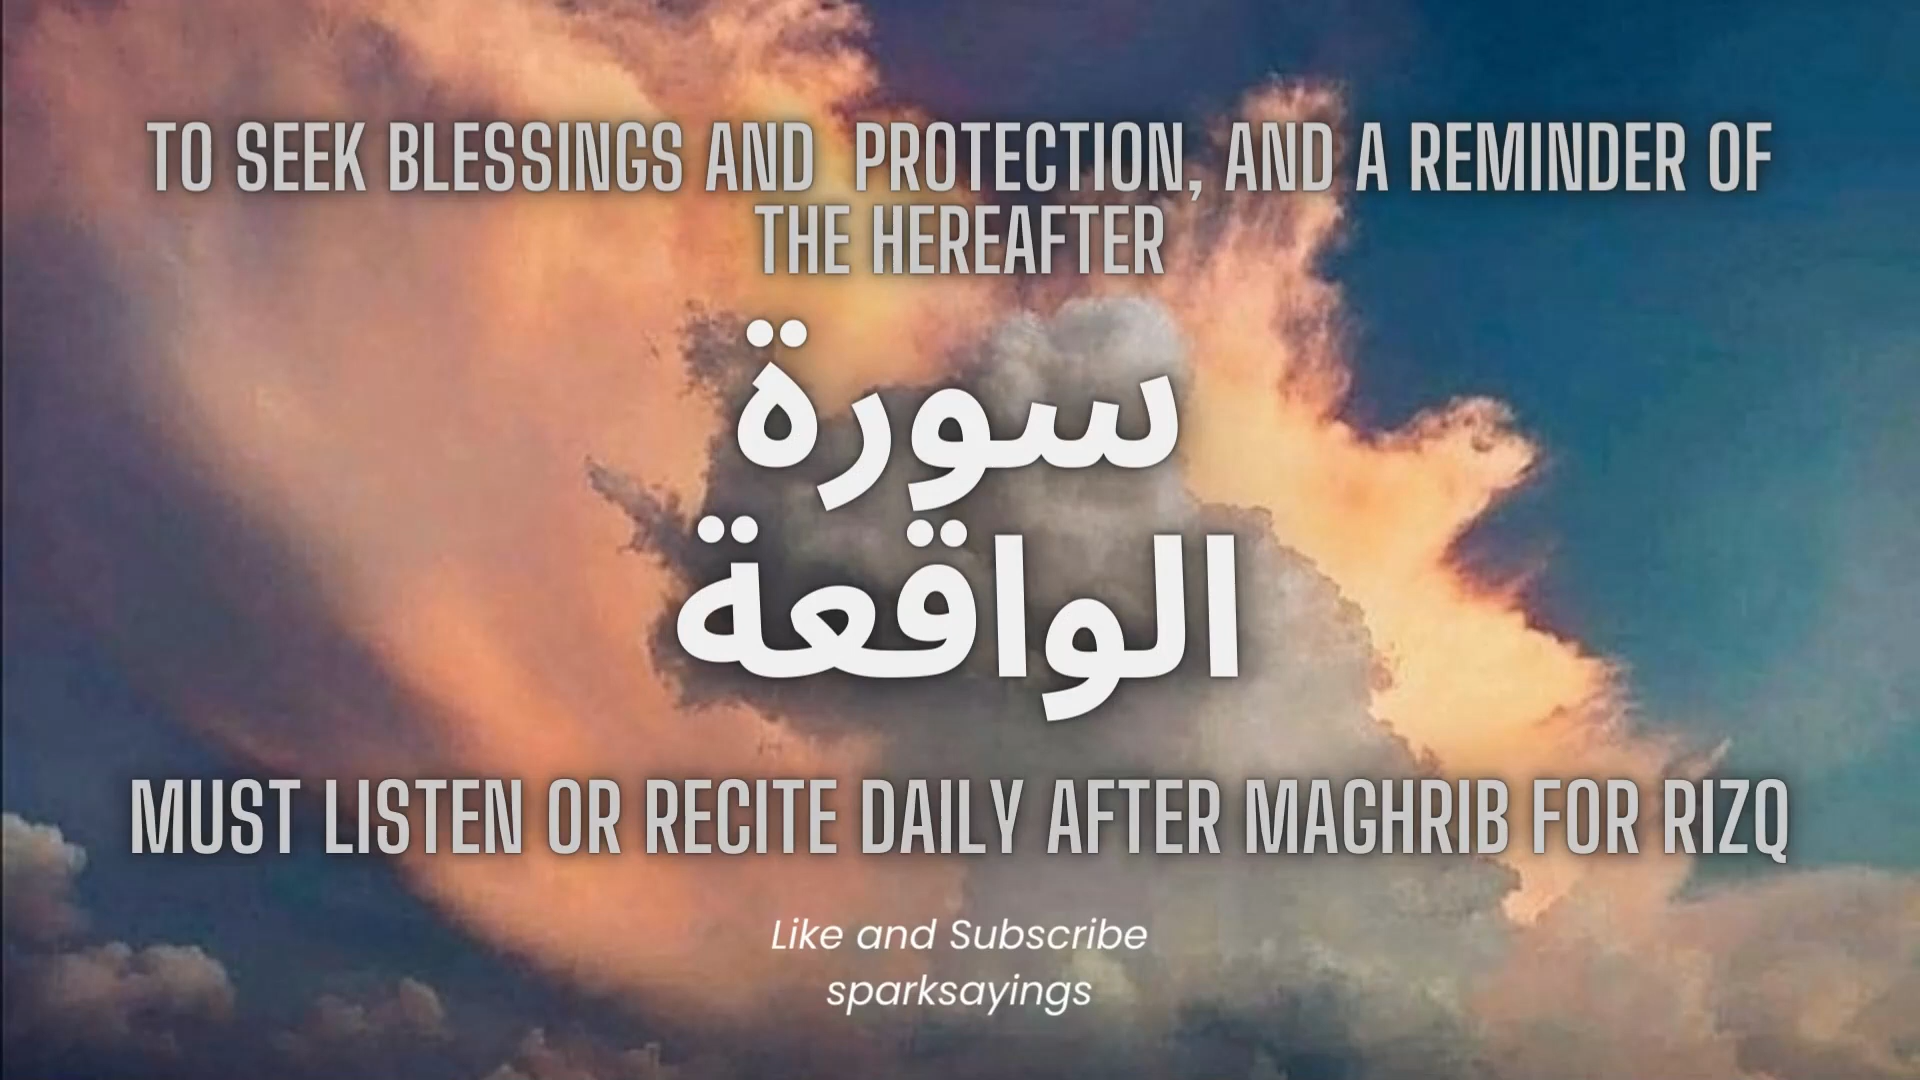 TO SEEK BLESSINGS AND PROTECTION, AND A REMINDER OF
THE HEREAFTER
سورة
الواقعة
MUST LISTEN OR RECITE DAILY AFTER MAGHRIB FOR RIZQ
Like and Subscribe
sparksayings